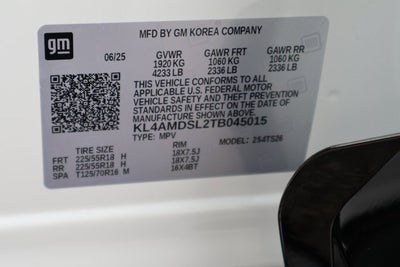 gm
MFD BY GM KOREA COMPANY
06/25 GVWR GAWR FRT GAWR RR
1920 KG 1060 KG 1060 KG
4233 LB 2336 LB 2336 LB
THIS VEHICLE CONFORMS TO ALL
APPLICABLE U.S. FEDERAL MOTOR
VEHICLE SAFETY, BUMPER, AND THEFT
PREVENTION STANDARDS IN EFFECT ON
THE DATE OF MANUFACTURE SHOWN ABOVE.
KL4AMDSL2TB045015
TYPE: MPV MODEL: 2S4TS26
TIRE SIZE RIM
FRT 225/55R18 H 18X7.5J
RR 225/55R18 H 18X7.5J
SPA T125/70R16 M 16X4BT